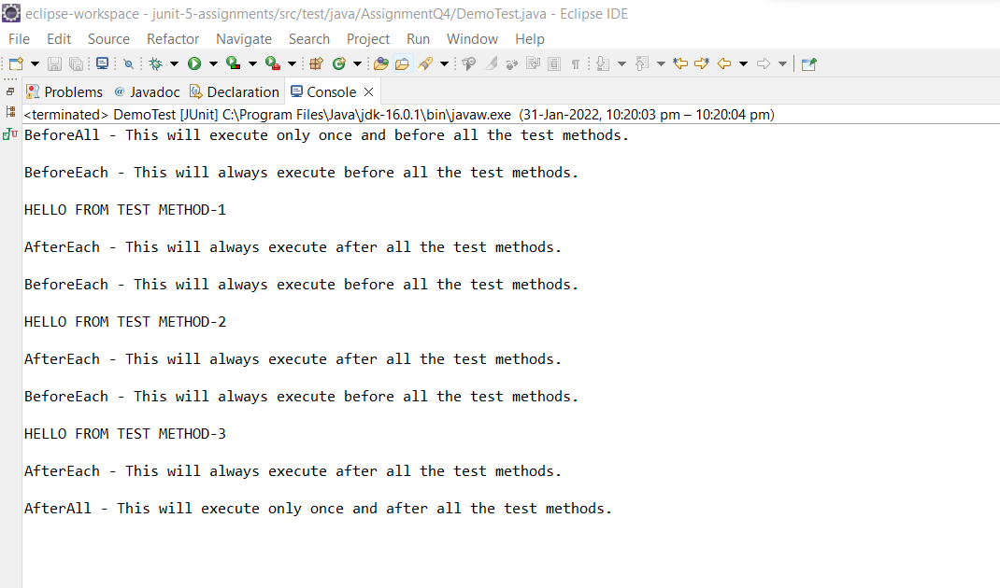 eclipse-workspace - junit-5-assignments/src/test/java/AssignmentQ4/DemoTest.java - Eclipse IDE
File Edit Source Refactor Navigate Search Project Run Window Help
Problems @ Javadoc Declaration Console
<terminated> DemoTest [JUnit] C:\Program Files\Java\jdk-16.0.1\bin\javaw.exe (31-Jan-2022, 10:20:03 pm – 10:20:04 pm)
BeforeAll - This will execute only once and before all the test methods.
BeforeEach - This will always execute before all the test methods.
HELLO FROM TEST METHOD-1
AfterEach - This will always execute after all the test methods.
BeforeEach - This will always execute before all the test methods.
HELLO FROM TEST METHOD-2
AfterEach - This will always execute after all the test methods.
BeforeEach - This will always execute before all the test methods.
HELLO FROM TEST METHOD-3
AfterEach - This will always execute after all the test methods.
AfterAll - This will execute only once and after all the test methods.